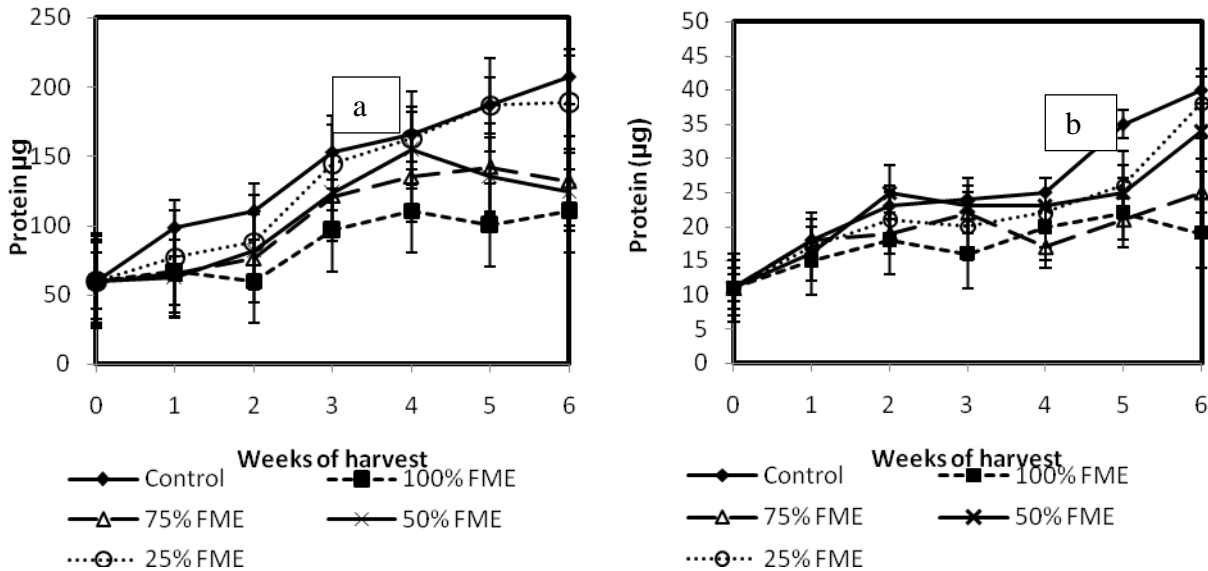 250
200
150
100
50
0
Protein µg
a
0 1 2 3 4 5 6
Weeks of harvest
Control 100% FME
75% FME 50% FME
25% FME
50
45
40
35
30
25
20
15
10
5
0
Protein (µg)
b
0 1 2 3 4 5 6
Weeks of harvest
Control 100% FME
75% FME 50% FME
25% FME